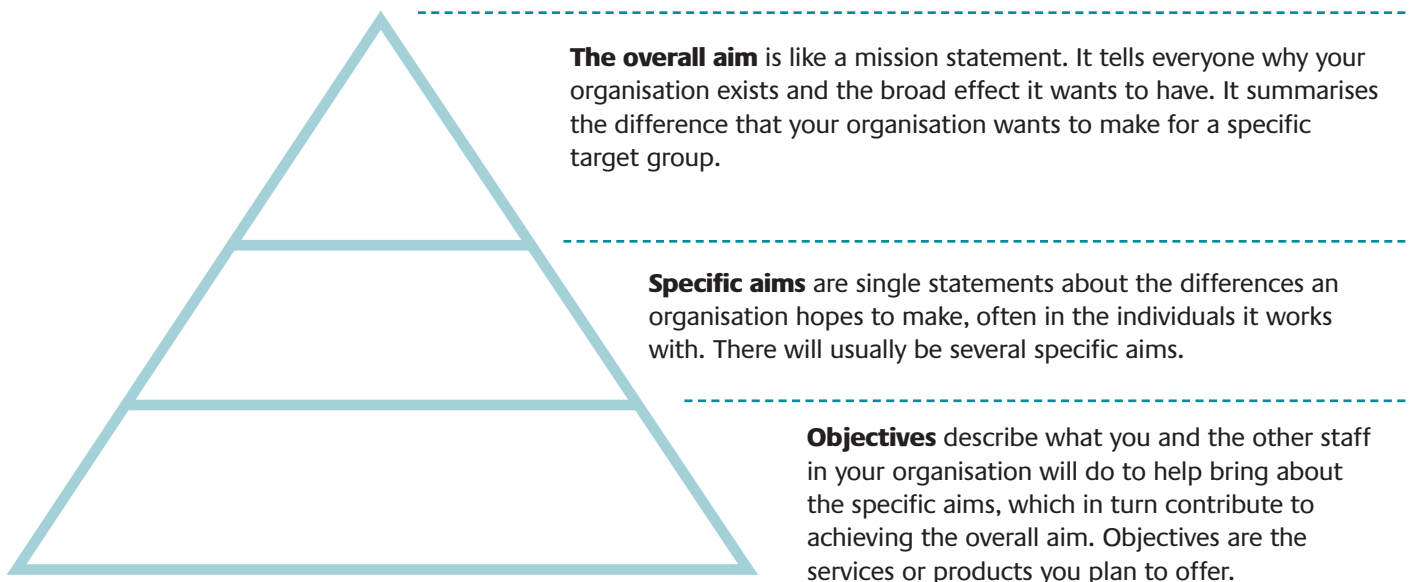 The overall aim is like a mission statement. It tells everyone why your
organisation exists and the broad effect it wants to have. It summarises
the difference that your organisation wants to make for a specific
target group.
Specific aims are single statements about the differences an
organisation hopes to make, often in the individuals it works
with. There will usually be several specific aims.
Objectives describe what you and the other staff
in your organisation will do to help bring about
the specific aims, which in turn contribute to
achieving the overall aim. Objectives are the
services or products you plan to offer.